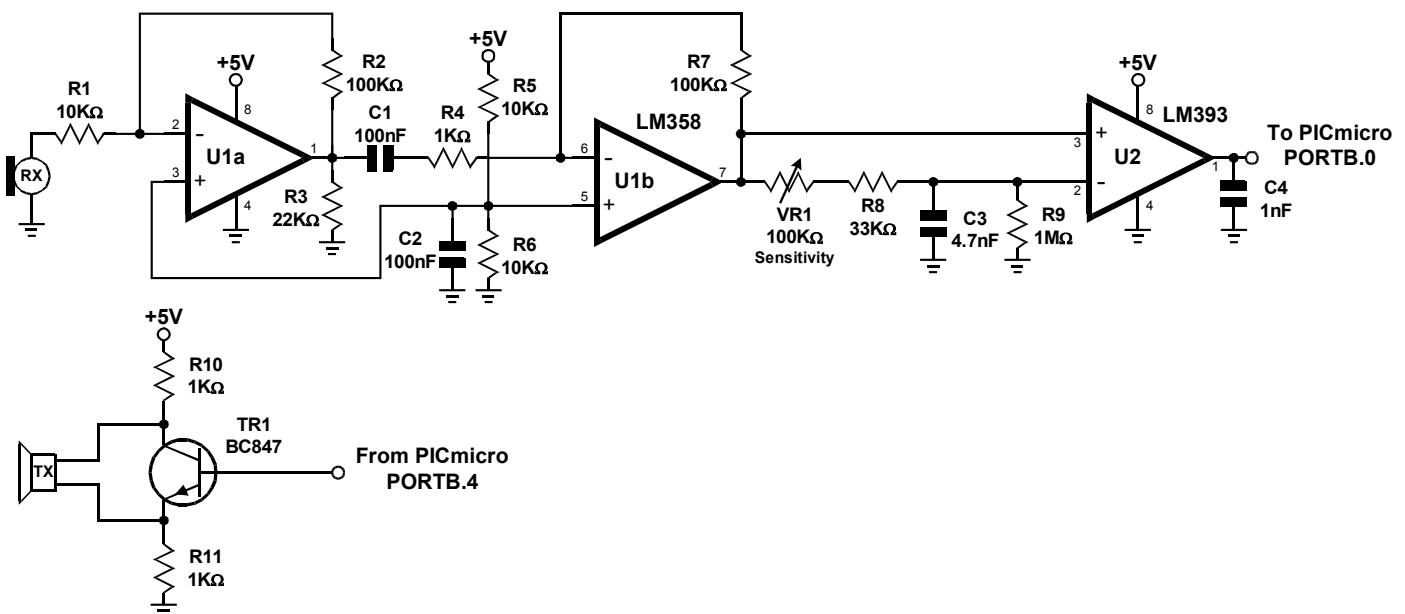 +5V
R1
10KΩ
R2
100KΩ
+5V
R5
10KΩ
R7
100KΩ
+5V
8
2
-
3
+
U1a
1
4
RX
C1
100nF
R4
1KΩ
R3
22KΩ
C2
100nF
R6
10KΩ
LM358
6
-
5
+
U1b
7
VR1
100KΩ
Sensitivity
R8
33KΩ
C3
4.7nF
R9
1MΩ
8
LM393
3
+
2
-
U2
1
4
To PICmicro
PORTB.0
C4
1nF
+5V
R10
1KΩ
TR1
BC847
TX
From PICmicro
PORTB.4
R11
1KΩ